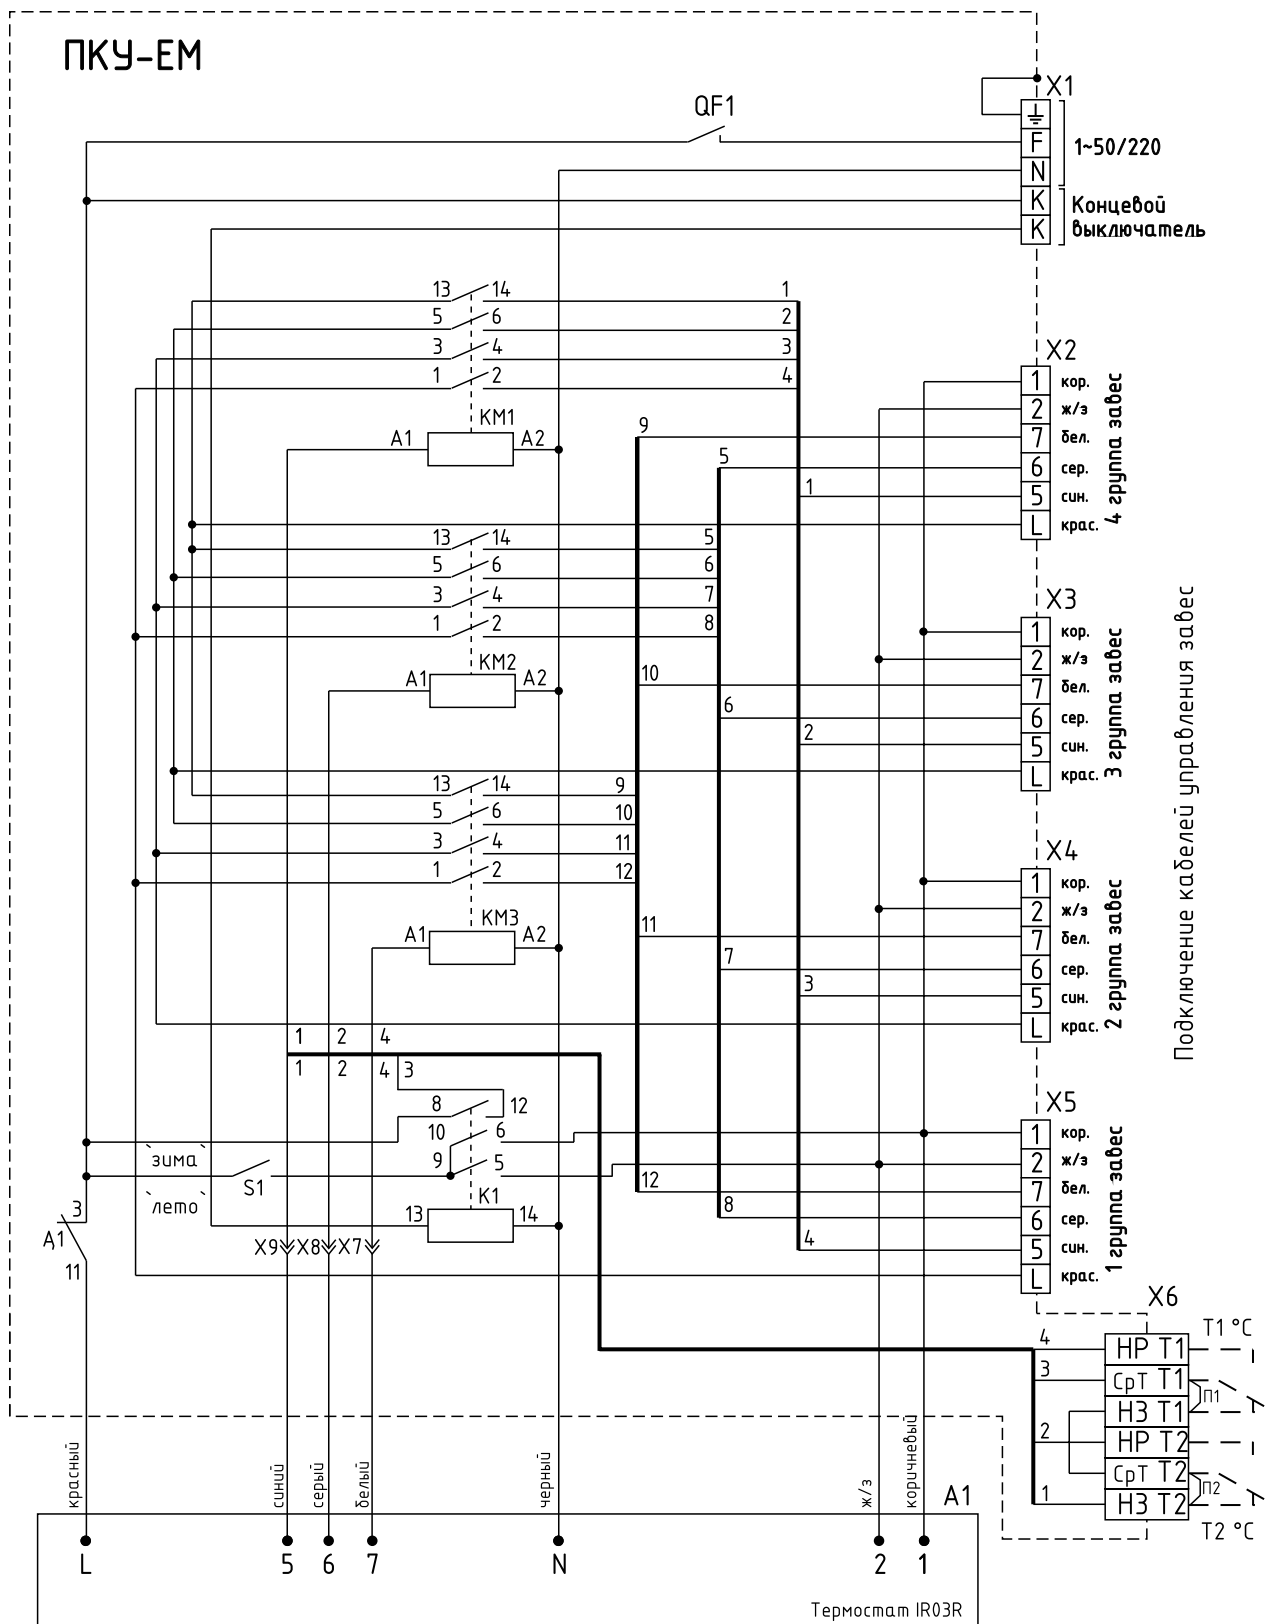 ПКУ-ЕМ
X1
QF1
F
1~50/220
N
K
Концевой
K
выключатель
13 14 1
5 6 2
3 4 3
1 2 4
KM1
A1 A2
X2
1 кор.
2 ж/з
9 7 бел.
5 6 сер.
1 5 син.
L крас.
4 группа завес
13 14 5
5 6 6
3 4 7
1 2 8
KM2
A1 A2
X3
1 кор.
2 ж/з
10 7 бел.
6 6 сер.
2 5 син.
L крас.
3 группа завес
Подключение кабелей управления завес
13 14 9
5 6 10
3 4 11
1 2 12
KM3
A1 A2
X4
1 кор.
2 ж/з
11 7 бел.
7 6 сер.
3 5 син.
L крас.
2 группа завес
1 2 4
1 2 4 3
8 12
10 6
9 5
`зима`
S1
`лето`
K1
13 14
X5
1 кор.
2 ж/з
12 7 бел.
8 6 сер.
4 5 син.
L крас.
1 группа завес
3
Д1
11
X9 X8 X7
X6
T1 °C
4 НР T1
3 СрТ T1
П1
НЗ T1
2 НР T2
СрТ T2
П2
1 НЗ T2
T2 °C
красный
синий
серый
белый
черный
ж/з
коричневый
A1
L 5 6 7 N 2 1
Термостат IR03R